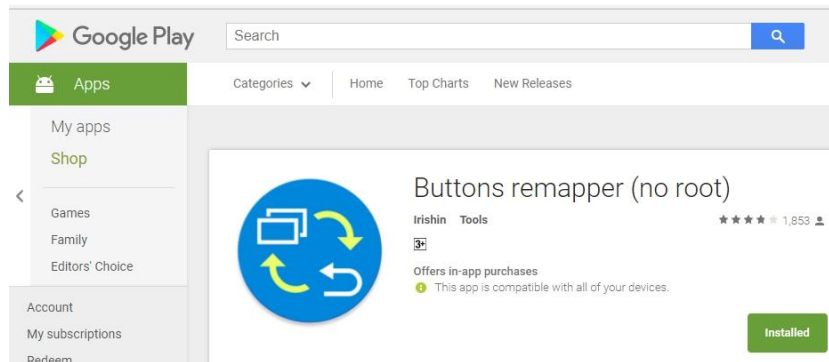 Google Play
Search
Apps
Categories
Home
Top Charts
New Releases
My apps
Shop
Games
Family
Editors' Choice
Account
My subscriptions
Redeem
Buttons remapper (no root)
Irishin Tools
1,853
3+
Offers in-app purchases
This app is compatible with all of your devices.
Installed